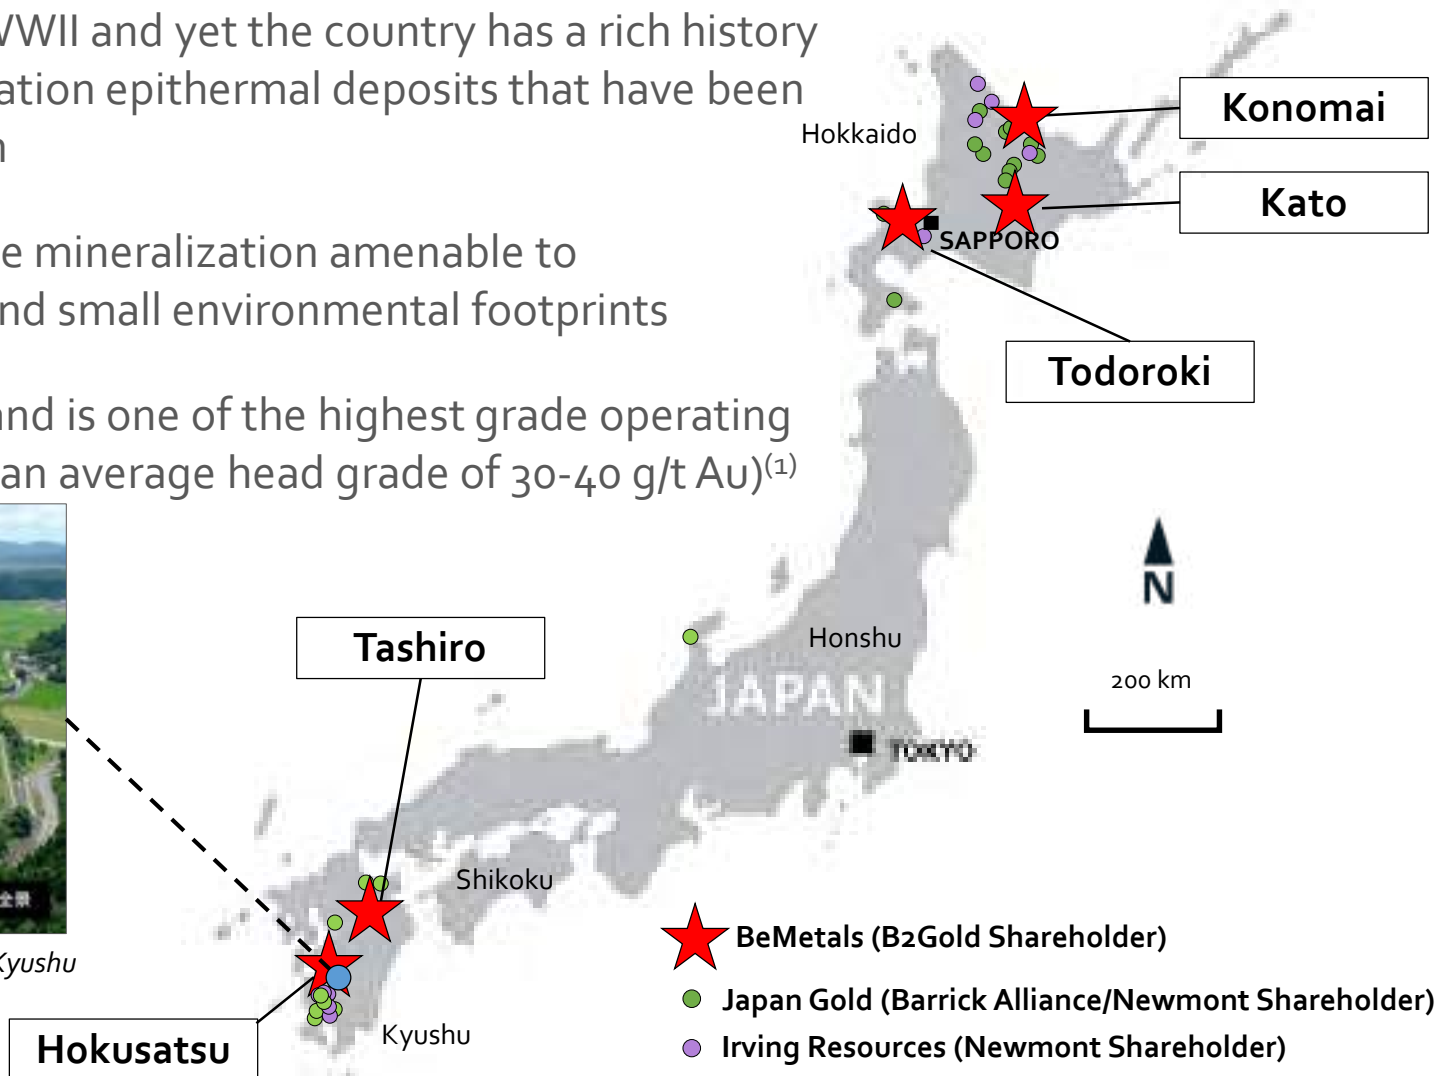 WWII and yet the country has a rich history
ation epithermal deposits that have been
e mineralization amenable to
nd small environmental footprints
and is one of the highest grade operating
an average head grade of 30-40 g/t Au)(1)
Hokkaido
Konomai
Kato
SAPPORO
Todoroki
N
200 km
Honshu
JAPAN
TOKYO
Tashiro
Shikoku
全景
Kyushu
Hokusatsu
Kyushu
BeMetals (B2Gold Shareholder)
Japan Gold (Barrick Alliance/Newmont Shareholder)
Irving Resources (Newmont Shareholder)